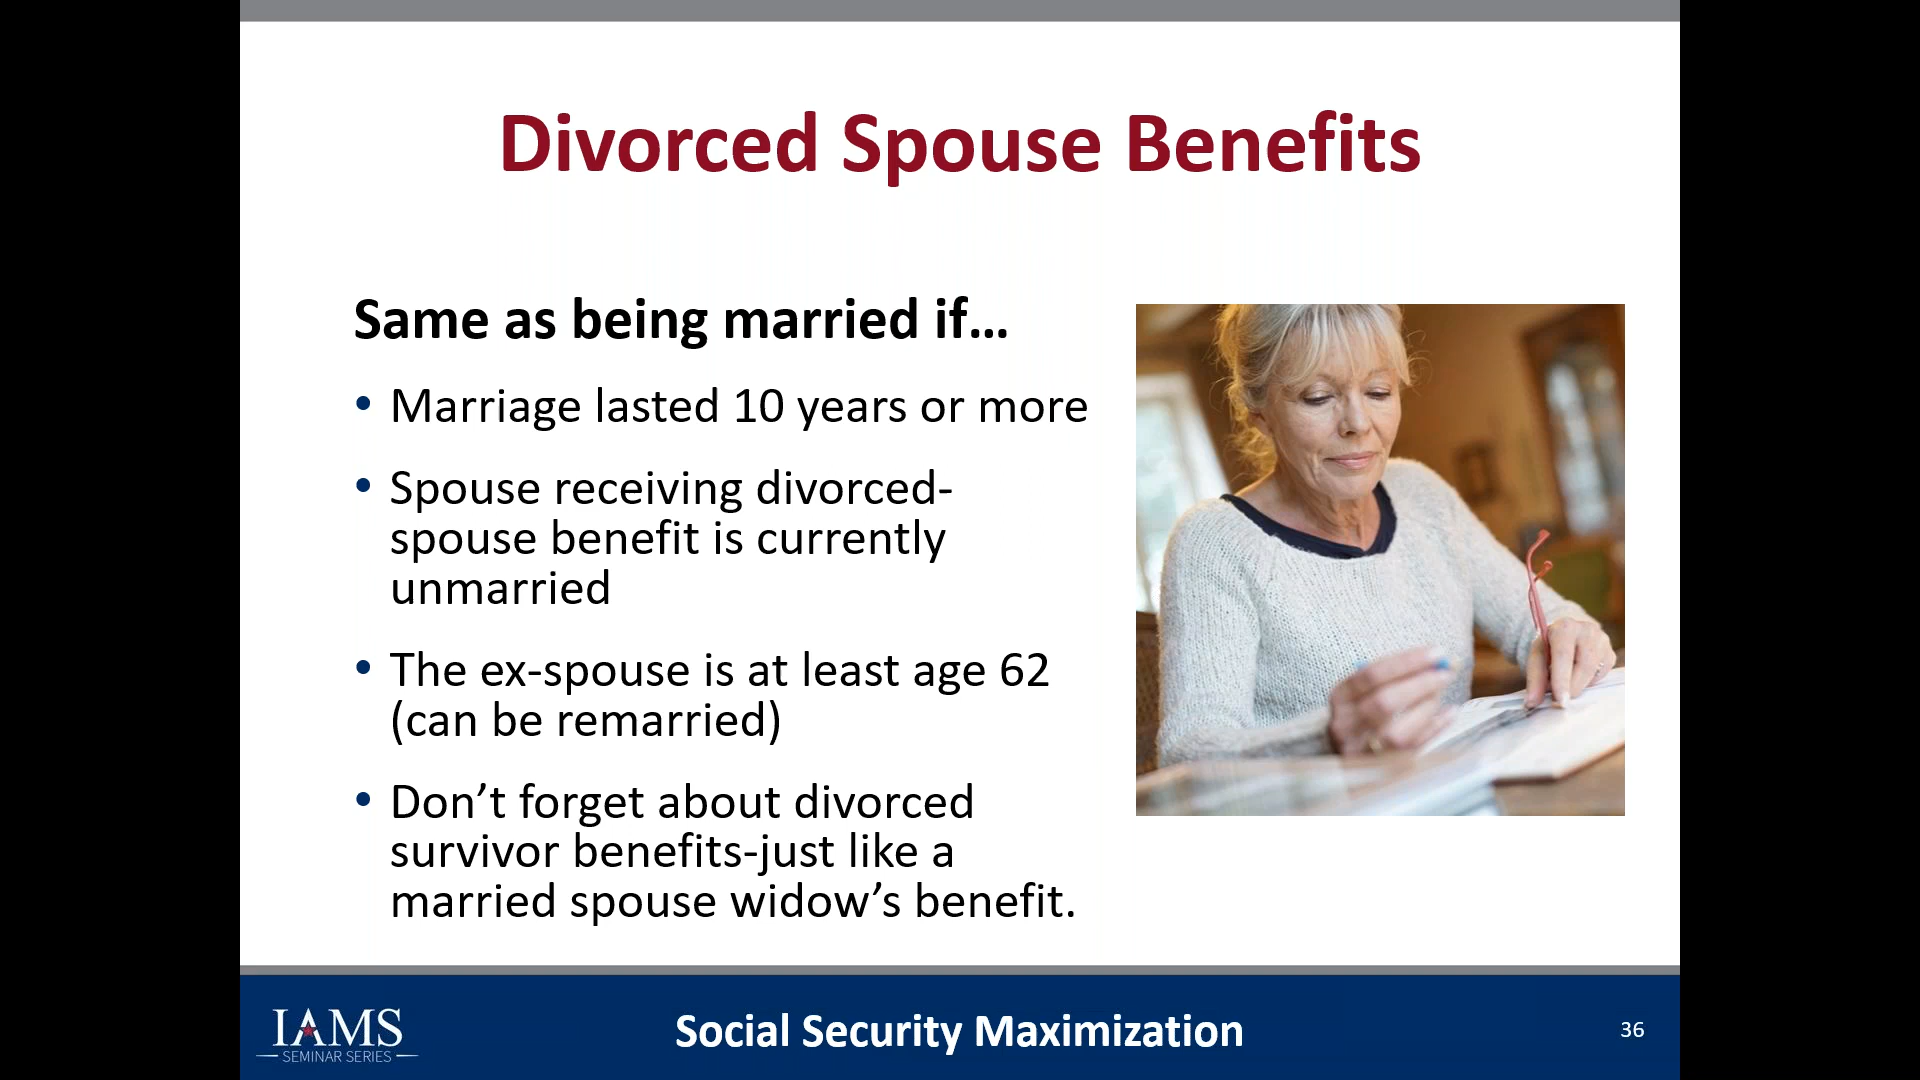 Divorced Spouse Benefits
Same as being married if…
• Marriage lasted 10 years or more
• Spouse receiving divorced-
spouse benefit is currently
unmarried
• The ex-spouse is at least age 62
(can be remarried)
• Don’t forget about divorced
survivor benefits-just like a
married spouse widow’s benefit.
IAMS
SEMINAR SERIES
Social Security Maximization
36